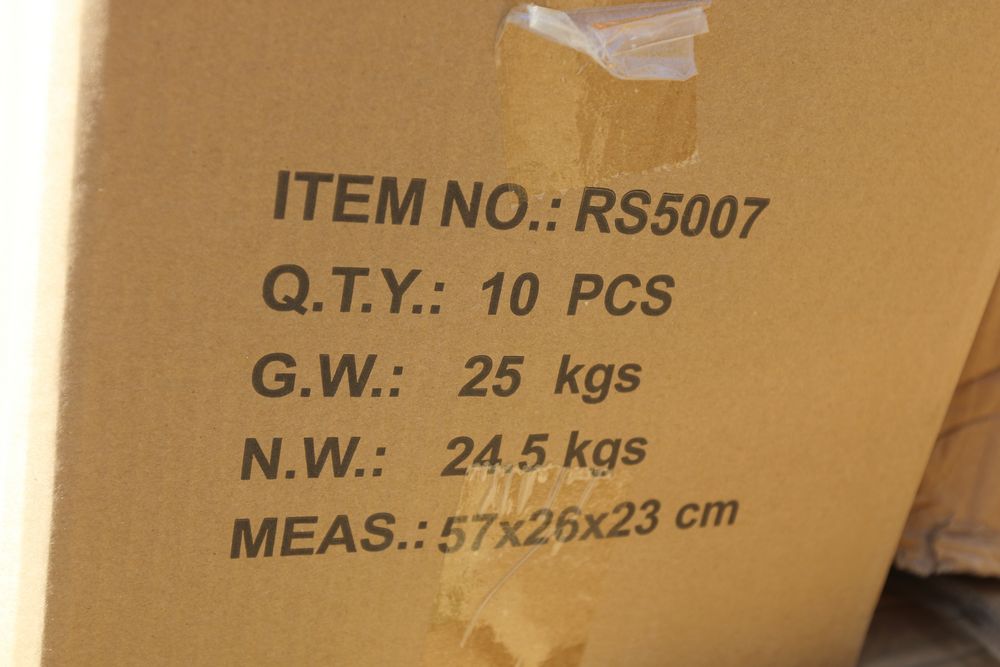 ITEM NO.: RS5007
Q.T.Y.: 10 PCS
G.W.: 25 kgs
N.W.: 24.5 kgs
MEAS.: 57x26x23 cm